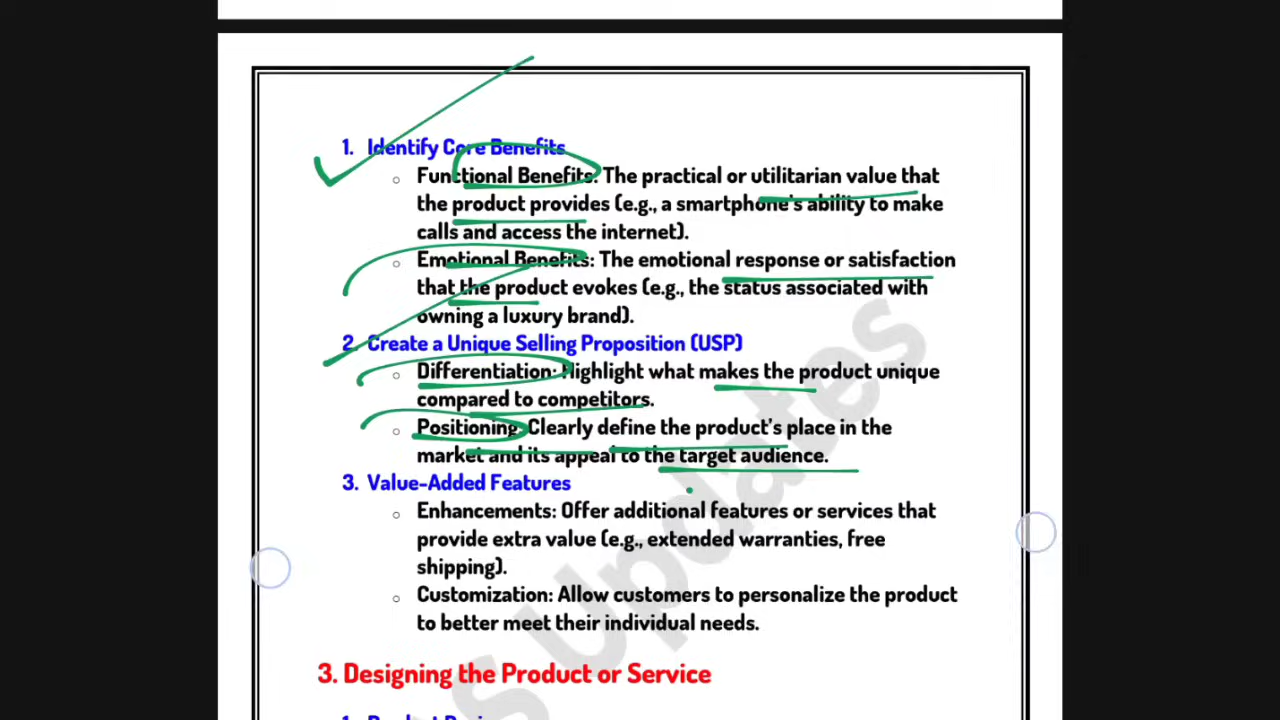 1. Identify Core Benefits
○ Functional Benefits: The practical or utilitarian value that
the product provides (e.g., a smartphone's ability to make
calls and access the internet).
○ Emotional Benefits: The emotional response or satisfaction
that the product evokes (e.g., the status associated with
owning a luxury brand).
2. Create a Unique Selling Proposition (USP)
○ Differentiation: Highlight what makes the product unique
compared to competitors.
○ Positioning: Clearly define the product's place in the
market and its appeal to the target audience.
3. Value-Added Features
○ Enhancements: Offer additional features or services that
provide extra value (e.g., extended warranties, free
shipping).
○ Customization: Allow customers to personalize the product
to better meet their individual needs.
3. Designing the Product or Service
S Updates